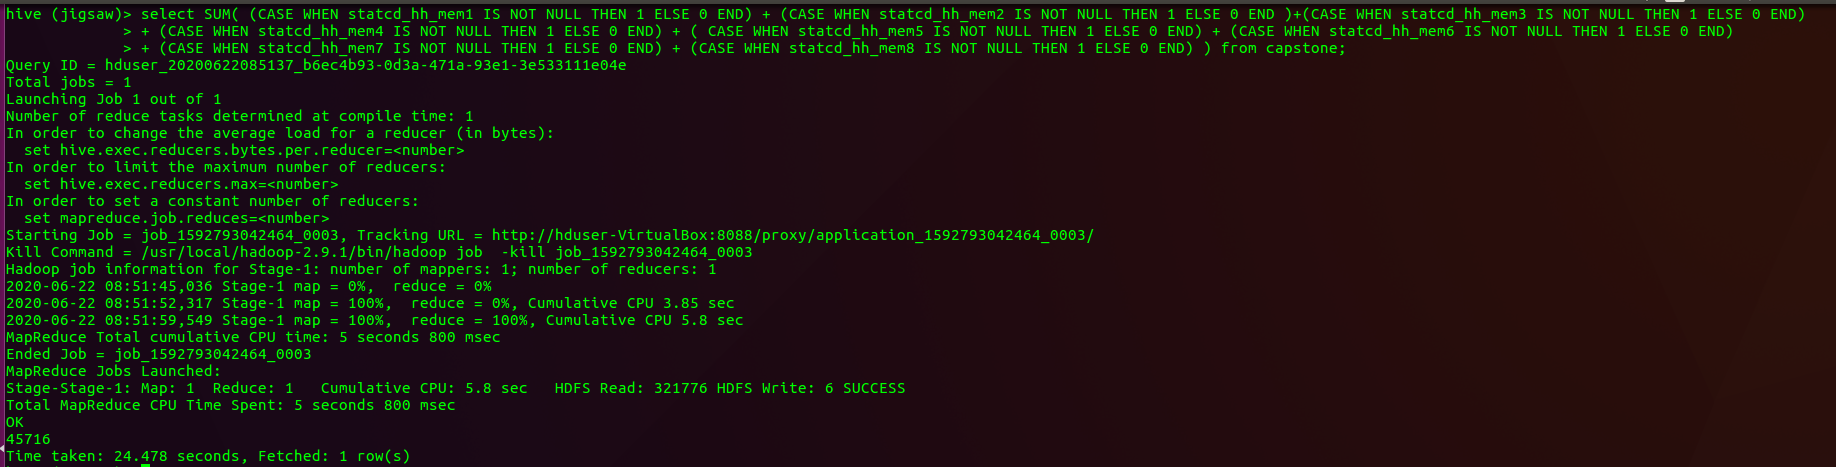 hive (jigsaw)> select SUM( (CASE WHEN statcd_hh_mem1 IS NOT NULL THEN 1 ELSE 0 END) + (CASE WHEN statcd_hh_mem2 IS NOT NULL THEN 1 ELSE 0 END )+(CASE WHEN statcd_hh_mem3 IS NOT NULL THEN 1 ELSE 0 END)
> + (CASE WHEN statcd_hh_mem4 IS NOT NULL THEN 1 ELSE 0 END) + ( CASE WHEN statcd_hh_mem5 IS NOT NULL THEN 1 ELSE 0 END) + (CASE WHEN statcd_hh_mem6 IS NOT NULL THEN 1 ELSE 0 END)
> + (CASE WHEN statcd_hh_mem7 IS NOT NULL THEN 1 ELSE 0 END) + (CASE WHEN statcd_hh_mem8 IS NOT NULL THEN 1 ELSE 0 END) ) from capstone;
Query ID = hduser_20200622085137_b6ec4b93-0d3a-471a-93e1-3e533111e04e
Total jobs = 1
Launching Job 1 out of 1
Number of reduce tasks determined at compile time: 1
In order to change the average load for a reducer (in bytes):
  set hive.exec.reducers.bytes.per.reducer=<number>
In order to limit the maximum number of reducers:
  set hive.exec.reducers.max=<number>
In order to set a constant number of reducers:
  set mapreduce.job.reduces=<number>
Starting Job = job_1592793042464_0003, Tracking URL = http://hduser-VirtualBox:8088/proxy/application_1592793042464_0003/
Kill Command = /usr/local/hadoop-2.9.1/bin/hadoop job  -kill job_1592793042464_0003
Hadoop job information for Stage-1: number of mappers: 1; number of reducers: 1
2020-06-22 08:51:45,036 Stage-1 map = 0%,  reduce = 0%
2020-06-22 08:51:52,317 Stage-1 map = 100%,  reduce = 0%, Cumulative CPU 3.85 sec
2020-06-22 08:51:59,549 Stage-1 map = 100%,  reduce = 100%, Cumulative CPU 5.8 sec
MapReduce Total cumulative CPU time: 5 seconds 800 msec
Ended Job = job_1592793042464_0003
MapReduce Jobs Launched:
Stage-Stage-1: Map: 1  Reduce: 1   Cumulative CPU: 5.8 sec   HDFS Read: 321776 HDFS Write: 6 SUCCESS
Total MapReduce CPU Time Spent: 5 seconds 800 msec
OK
45716
Time taken: 24.478 seconds, Fetched: 1 row(s)